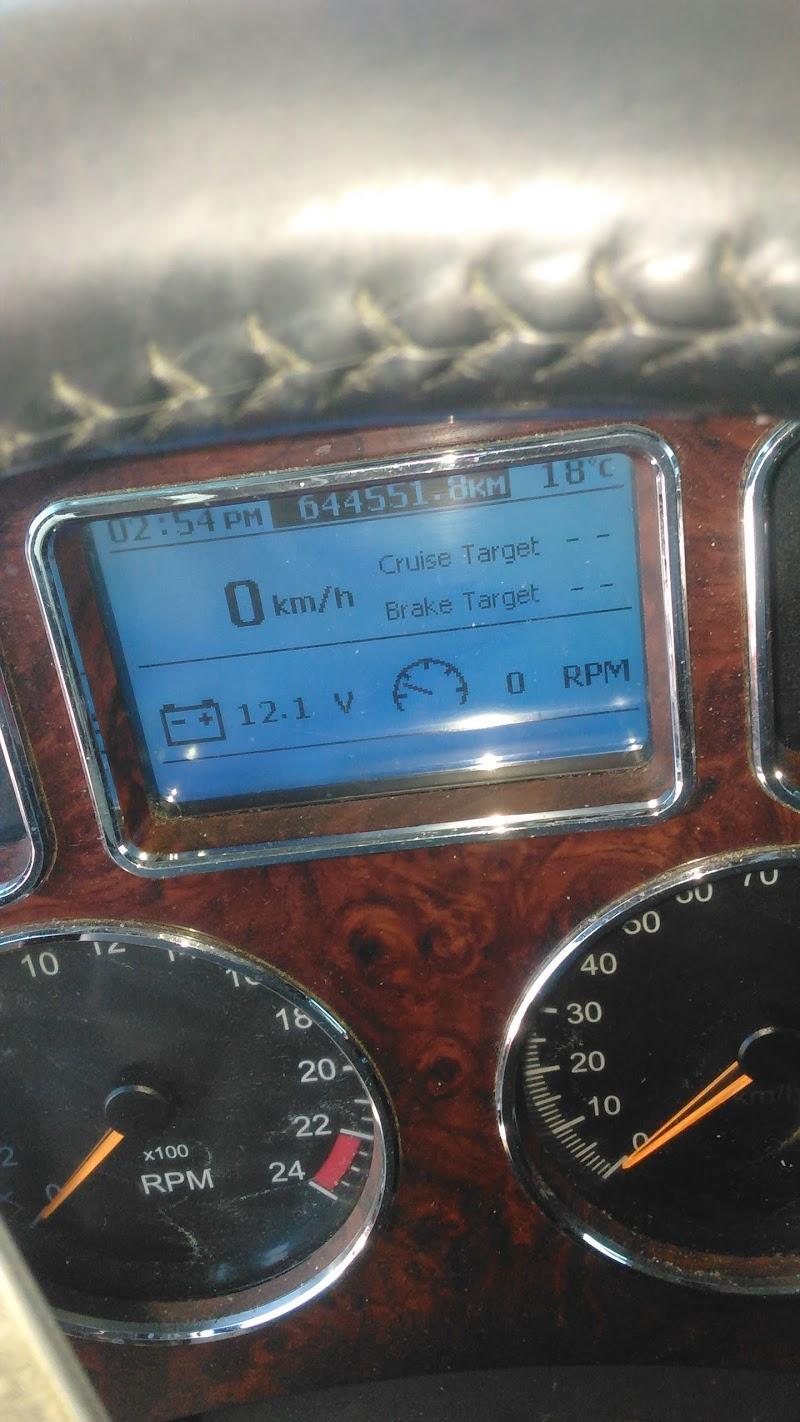 02:54 PM 644551.8KM 18°C
Cruise Target --
0 km/h
Brake Target --
12.1 V 0 RPM
10 12 18 20 22 24
x100
RPM
0 10 20 30 40 50 70